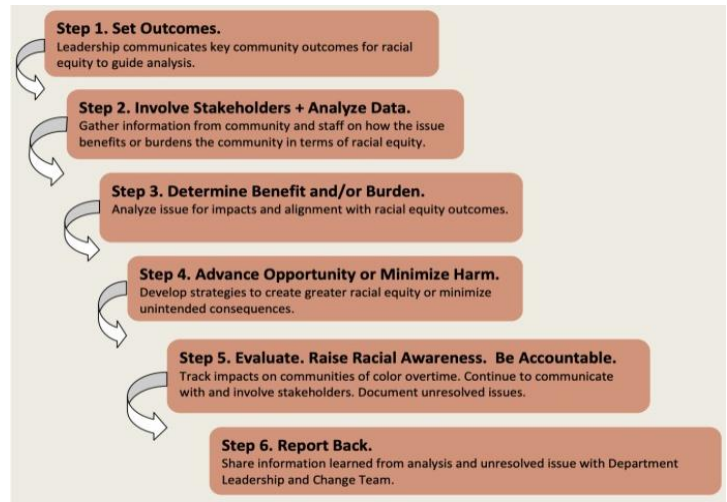 Step 1. Set Outcomes.
Leadership communicates key community outcomes for racial
equity to guide analysis.
Step 2. Involve Stakeholders + Analyze Data.
Gather information from community and staff on how the issue
benefits or burdens the community in terms of racial equity.
Step 3. Determine Benefit and/or Burden.
Analyze issue for impacts and alignment with racial equity outcomes.
Step 4. Advance Opportunity or Minimize Harm.
Develop strategies to create greater racial equity or minimize
unintended consequences.
Step 5. Evaluate. Raise Racial Awareness. Be Accountable.
Track impacts on communities of color overtime. Continue to communicate
with and involve stakeholders. Document unresolved issues.
Step 6. Report Back.
Share information learned from analysis and unresolved issue with Department
Leadership and Change Team.